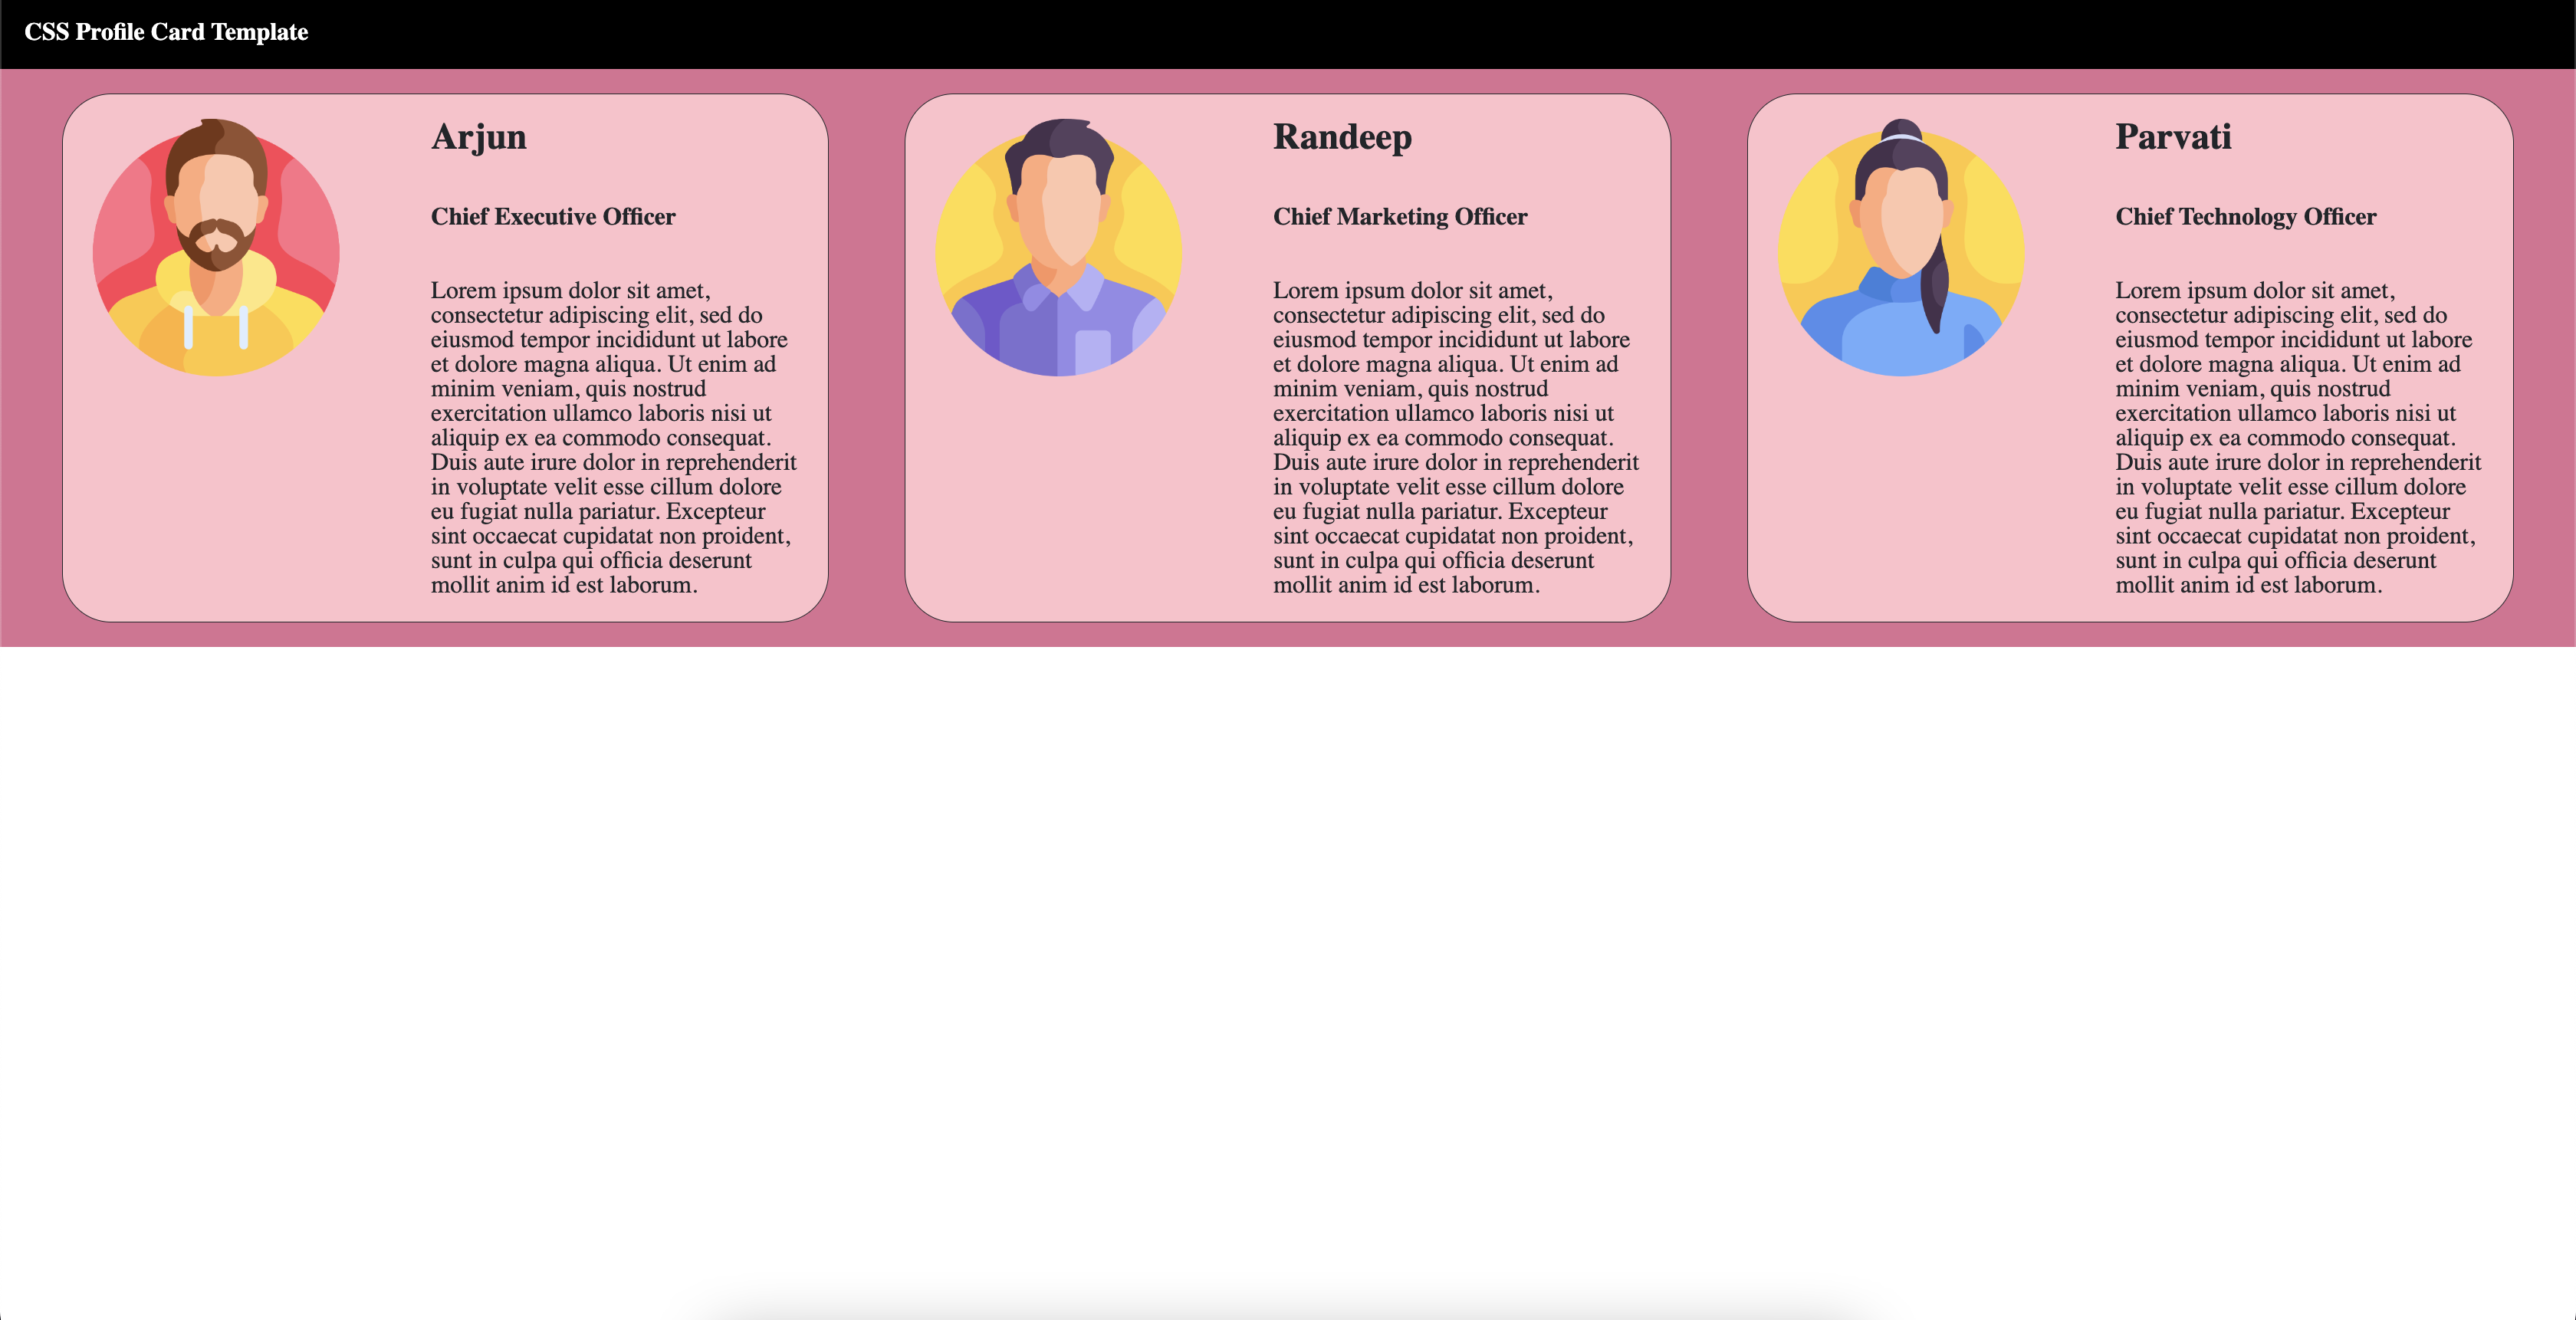 CSS Profile Card Template
Arjun
Chief Executive Officer
Lorem ipsum dolor sit amet,
consectetur adipiscing elit, sed do
eiusmod tempor incididunt ut labore
et dolore magna aliqua. Ut enim ad
minim veniam, quis nostrud
exercitation ullamco laboris nisi ut
aliquip ex ea commodo consequat.
Duis aute irure dolor in reprehenderit
in voluptate velit esse cillum dolore
eu fugiat nulla pariatur. Excepteur
sint occaecat cupidatat non proident,
sunt in culpa qui officia deserunt
mollit anim id est laborum.
Randeep
Chief Marketing Officer
Lorem ipsum dolor sit amet,
consectetur adipiscing elit, sed do
eiusmod tempor incididunt ut labore
et dolore magna aliqua. Ut enim ad
minim veniam, quis nostrud
exercitation ullamco laboris nisi ut
aliquip ex ea commodo consequat.
Duis aute irure dolor in reprehenderit
in voluptate velit esse cillum dolore
eu fugiat nulla pariatur. Excepteur
sint occaecat cupidatat non proident,
sunt in culpa qui officia deserunt
mollit anim id est laborum.
Parvati
Chief Technology Officer
Lorem ipsum dolor sit amet,
consectetur adipiscing elit, sed do
eiusmod tempor incididunt ut labore
et dolore magna aliqua. Ut enim ad
minim veniam, quis nostrud
exercitation ullamco laboris nisi ut
aliquip ex ea commodo consequat.
Duis aute irure dolor in reprehenderit
in voluptate velit esse cillum dolore
eu fugiat nulla pariatur. Excepteur
sint occaecat cupidatat non proident,
sunt in culpa qui officia deserunt
mollit anim id est laborum.